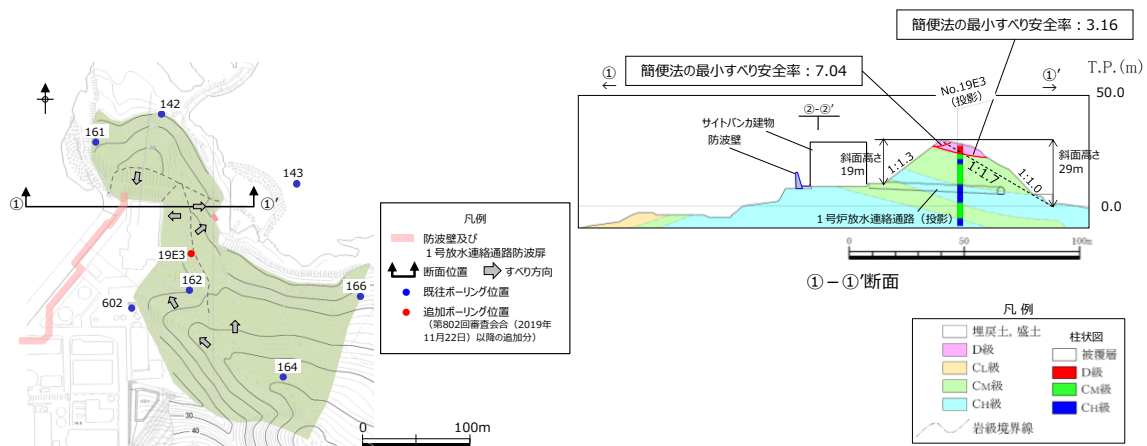 142
161
143
①
①′
19E3
162
166
602
164
40
30
0
100m
凡例
防波壁及び
１号放水連絡通路防波扉
断面位置
すべり方向
既往ボーリング位置
追加ボーリング位置
（第802回審査会合（2019年
11月22日）以降の追加分）
簡便法の最小すべり安全率：3.16
簡便法の最小すべり安全率：7.04
T.P.(m)
50.0
0.0
①
←
①′
→
No.19E3
(投影)
②-②′
サイトバンカ建物
防波壁
斜面高さ
19m
1:1.3
1:1.7
1:1.0
斜面高さ
29m
１号炉放水連絡通路（投影）
0
50
100m
①－①′断面
凡 例
埋戻土，盛土
D級
CL級
CM級
CH級
岩級境界線
柱状図
被覆層
D級
CM級
CH級